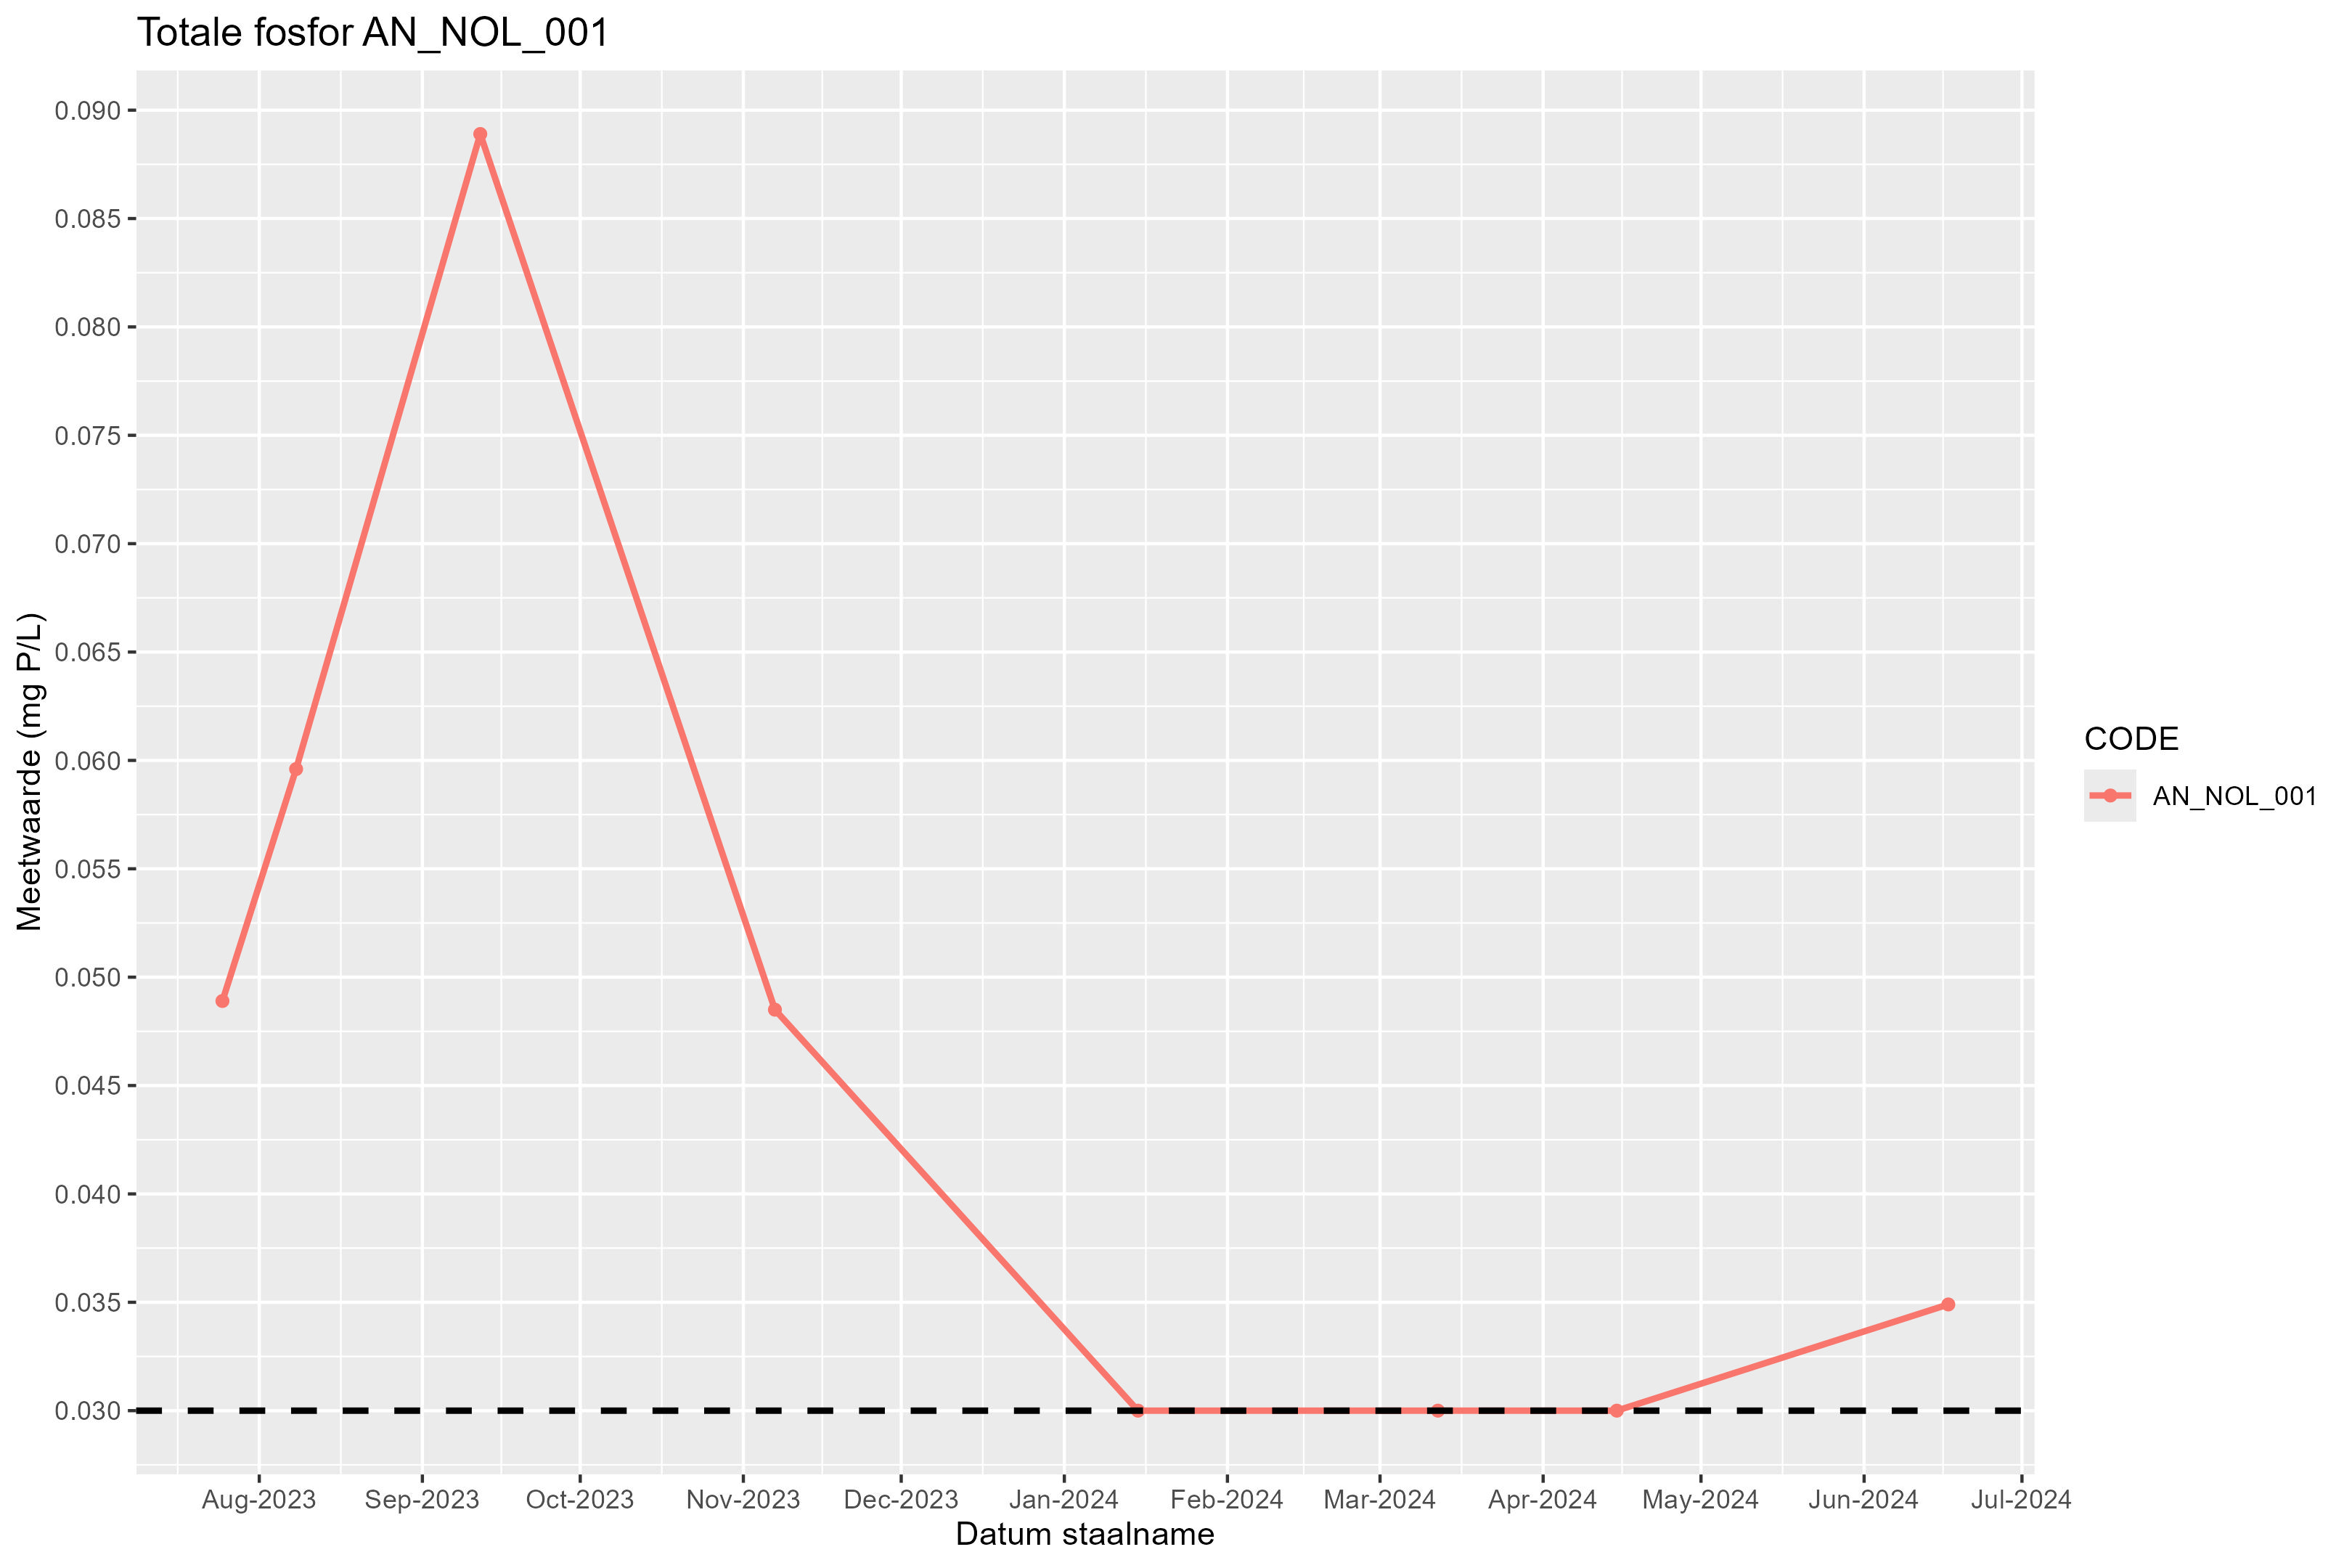 Totale fosfor AN_NOL_001
0.090
0.085
0.080
0.075
0.070
0.065
0.060
0.055
0.050
0.045
0.040
0.035
0.030
Meetwaarde (mg P/L)
Aug-2023 Sep-2023 Oct-2023 Nov-2023 Dec-2023 Jan-2024 Feb-2024 Mar-2024 Apr-2024 May-2024 Jun-2024 Jul-2024
Datum staalname
CODE
AN_NOL_001